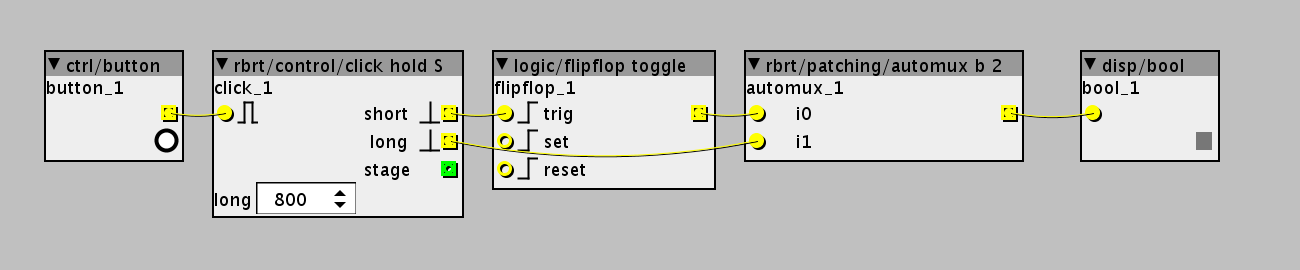 ctrl/button
button_1
rbrt/control/click hold S
click_1
short
long
stage
long 800
logic/flipflop toggle
flipflop_1
trig
set
reset
rbrt/patching/automux b 2
automux_1
i0
i1
disp/bool
bool_1